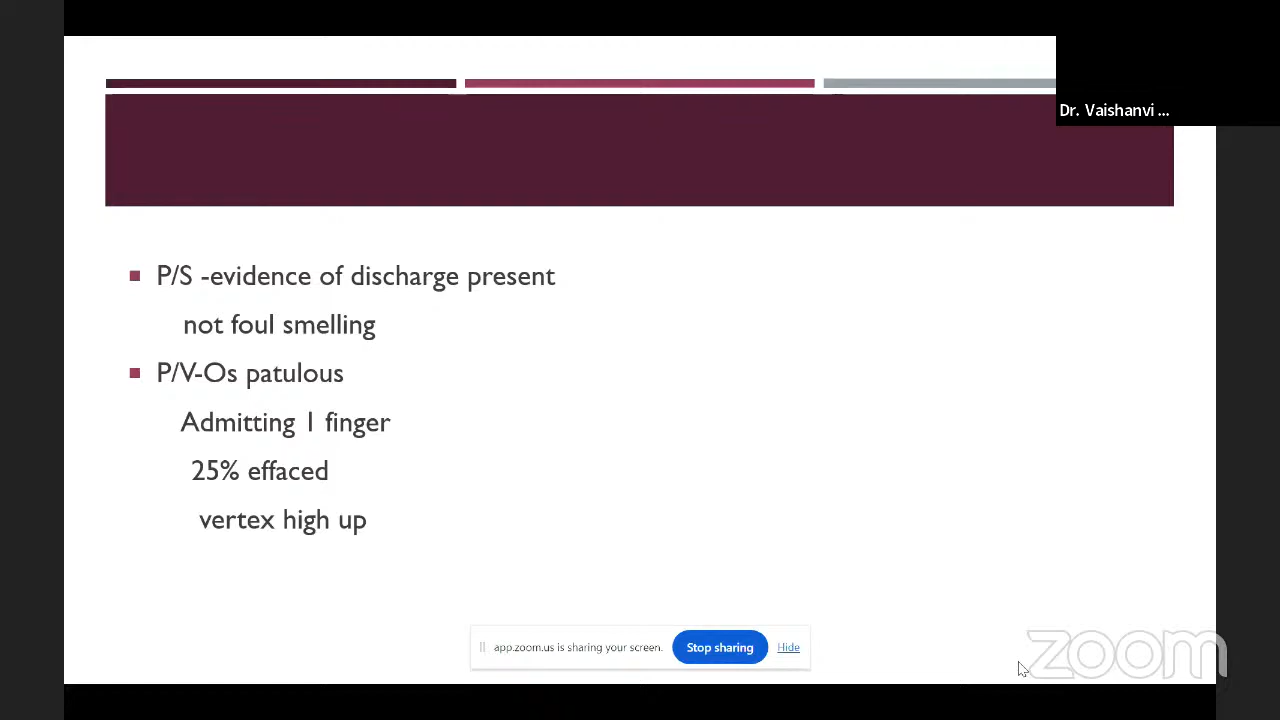 Dr. Vaishanvi ...
P/S -evidence of discharge present
not foul smelling
P/V-Os patulous
Admitting 1 finger
25% effaced
vertex high up
app.zoom.us is sharing your screen. Stop sharing Hide
zoom